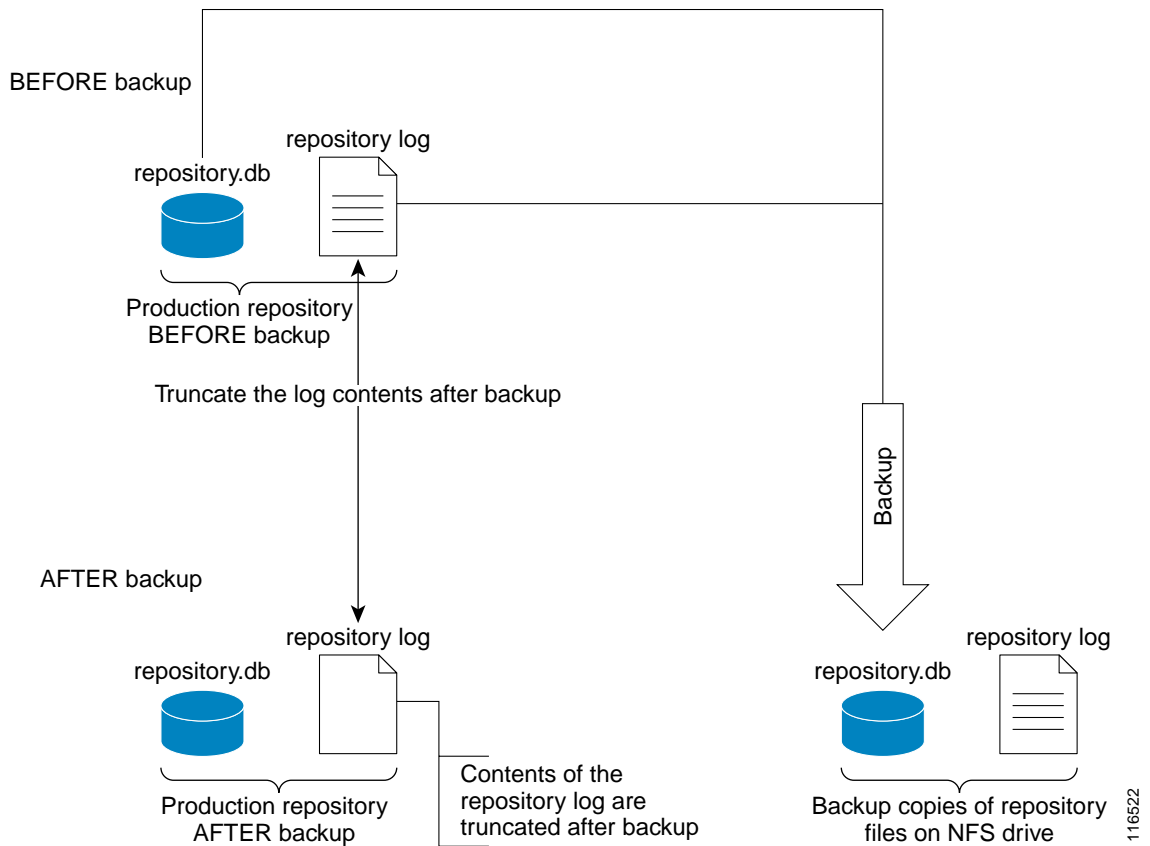 BEFORE backup
repository log
repository.db
Production repository
BEFORE backup
Truncate the log contents after backup
Backup
AFTER backup
repository log
repository.db
repository log
repository.db
Contents of the
repository log are
truncated after backup
Production repository
AFTER backup
Backup copies of repository
files on NFS drive
116522